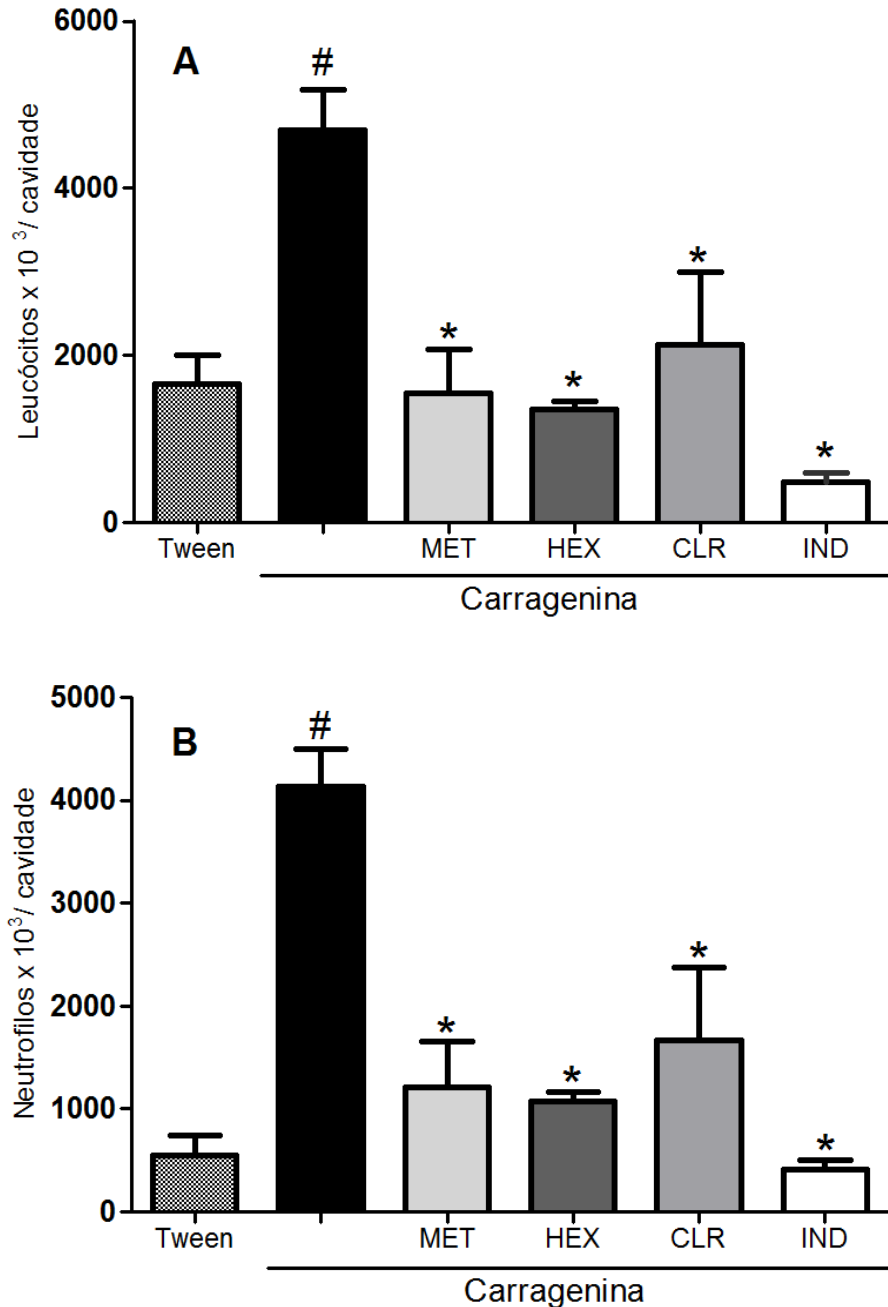 6000
A
#
4000
*
*
*
2000
*
0
Leucócitos x 10 ³/ cavidade
Tween MET HEX CLR IND
Carragenina
5000
B
#
4000
3000
*
2000
*
*
1000
*
0
Neutrofilos x 10³/ cavidade
Tween MET HEX CLR IND
Carragenina